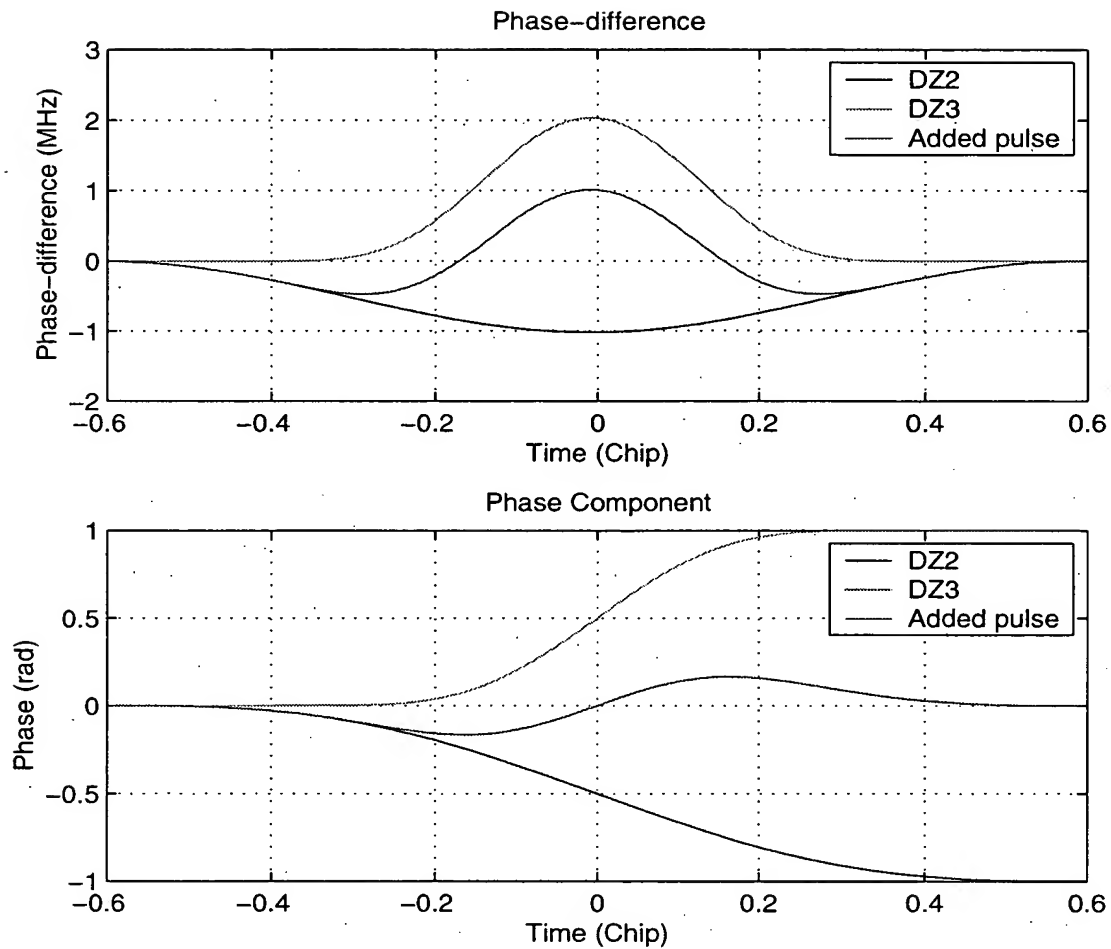 Phase−difference
3
2
1
0
−1
−2
Phase−difference (MHz)
DZ2
DZ3
Added pulse
−0.6
−0.4
−0.2
0
0.2
0.4
0.6
Time (Chip)
Phase Component
1
0.5
0
−0.5
−1
Phase (rad)
DZ2
DZ3
Added pulse
−0.6
−0.4
−0.2
0
0.2
0.4
0.6
Time (Chip)